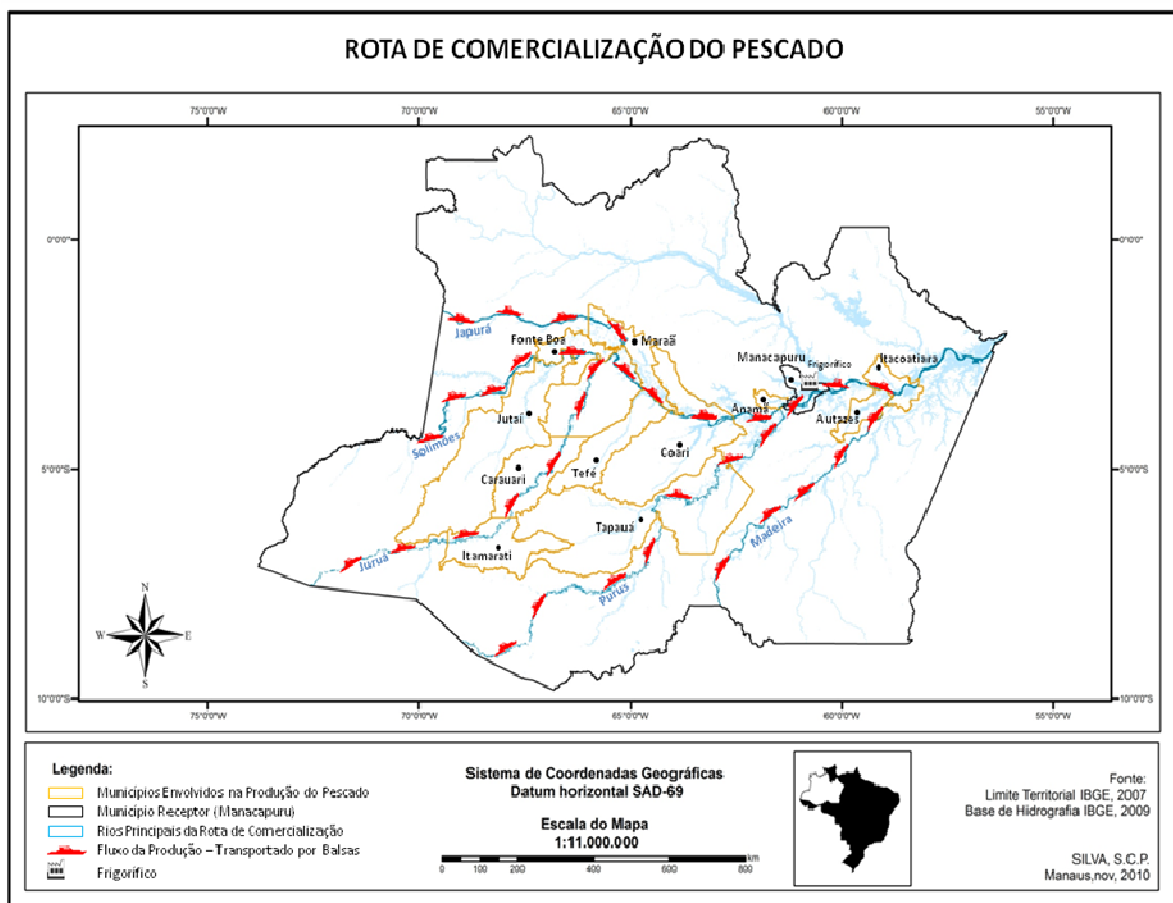 ROTA DE COMERCIALIZAÇÃO DO PESCADO
75°0'0"W
70°0'0"W
65°0'0"W
60°0'0"W
55°0'0"W
0°0'0"
0°0'0"
Japurá
Fonte Boa
Maraã
Manacapuru
Frigorífico
Itacoatiara
Anamã
Autazes
Jutaí
Solimões
Coari
Tefé
Carauari
5°0'0"S
5°0'0"S
Tapauá
Madeira
Itamarati
Juruá
Purus
N
W
E
S
10°0'0"S
10°0'0"S
75°0'0"W
70°0'0"W
65°0'0"W
60°0'0"W
55°0'0"W
Legenda:
Municípios Envolvidos na Produção do Pescado
Município Receptor (Manacapuru)
Rios Principais da Rota de Comercialização
Fluxo da Produção – Transportado por Balsas
Frigorífico
Sistema de Coordenadas Geográficas
Datum horizontal SAD-69
Escala do Mapa
1:11.000.000
km
0 100 200 400 600 800
Fonte:
Limite Territorial IBGE, 2007
Base de Hidrografia IBGE, 2009
SILVA, S.C.P.
Manaus,nov, 2010